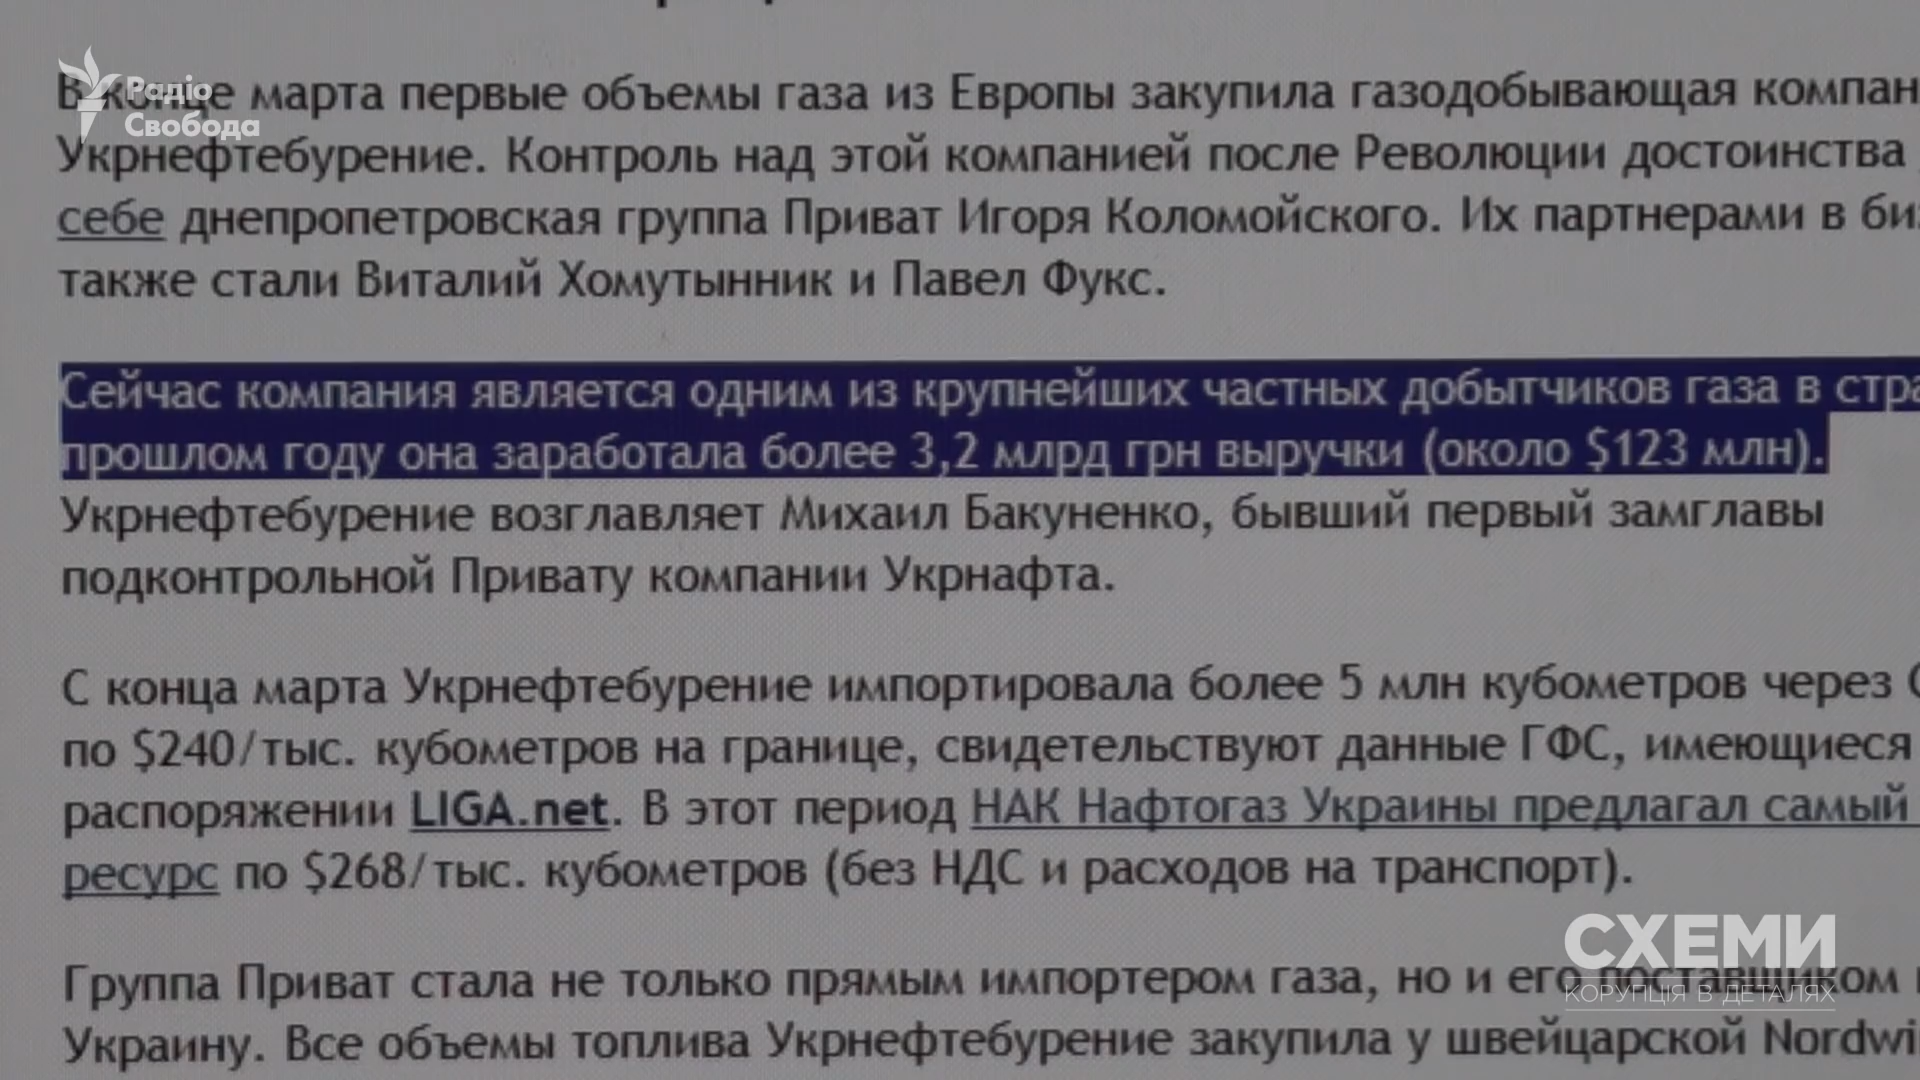 Радіо
Свобода
В конце марта первые объемы газа из Европы закупила газодобывающая
Укрнефтебурение. Контроль над этой компанией после Революции достоинства
себе днепропетровская группа Приват Игоря Коломойского. Их партнерами в
также стали Виталий Хомутынник и Павел Фукс.
Сейчас компания является одним из крупнейших частных добытчиков газа в
прошлом году она заработала более 3,2 млрд грн выручки (около $123 млн).
Укрнефтебурение возглавляет Михаил Бакуненко, бывший первый замглавы
подконтрольной Привату компании Укрнафта.
С конца марта Укрнефтебурение импортировала более 5 млн кубометров через
по $240/тыс. кубометров на границе, свидетельствуют данные ГФС, имеющиеся
распоряжении LIGA.net. В этот период НАК Нафтогаз Украины предлагал самый
ресурс по $268/тыс. кубометров (без НДС и расходов на транспорт).
Группа Приват стала не только прямым импортером газа, но и его поставщиком
Украину. Все объемы топлива Укрнефтебурение закупила у швейцарской
СХЕМИ
КОРУПЦІЯ В ДЕТАЛЯХ